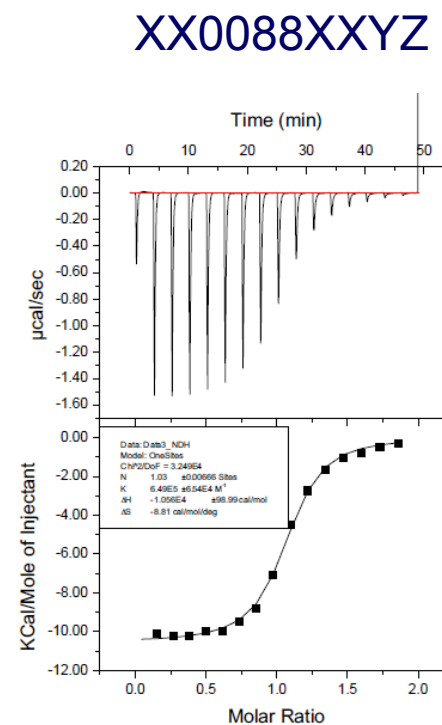 XX0088XXYZ
Time (min)
0 10 20 30 40 50
0.20
0.00
-0.20
-0.40
-0.60
-0.80
-1.00
-1.20
-1.40
-1.60
µcal/sec
0.00
-2.00
-4.00
-6.00
-8.00
-10.00
-12.00
KCal/Mole of Injectant
Data: Data3_NDH
Model: OneSites
Chi^2/DoF = 3.249E4
N 1.03 ±0.00666 Sites
K 6.49E5 ±6.54E4 M⁻¹
ΔH -1.056E4 ±98.99 cal/mol
ΔS -8.81 cal/mol/deg
0.0 0.5 1.0 1.5 2.0
Molar Ratio